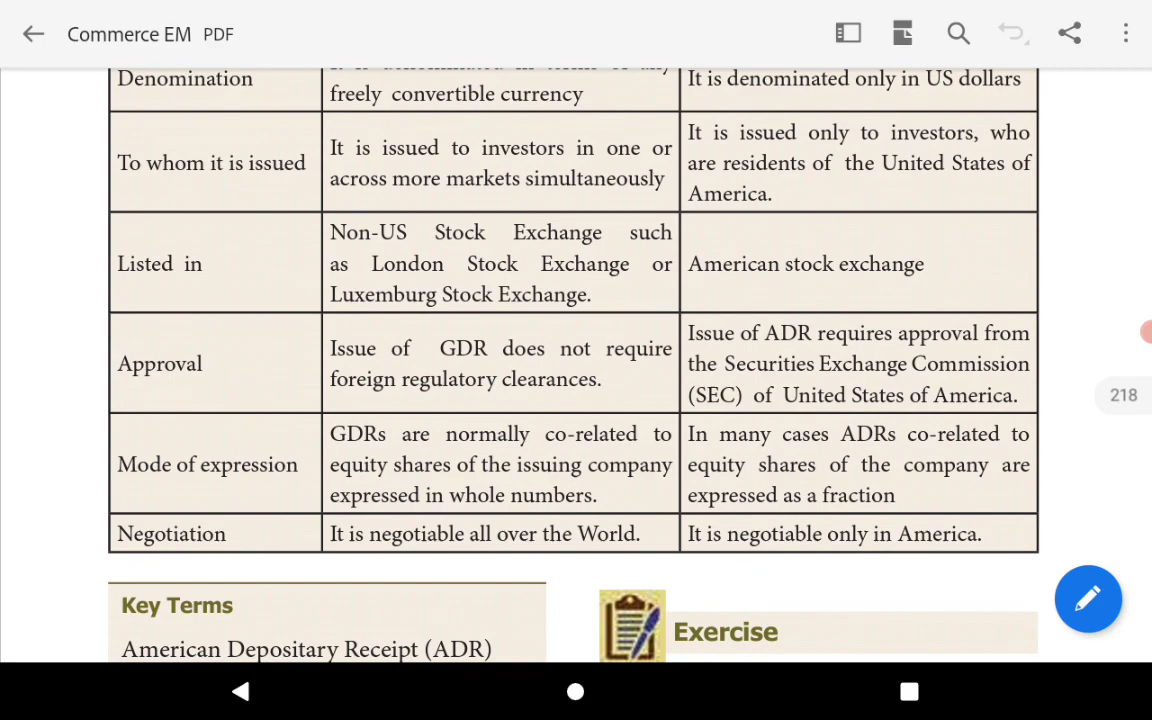 Commerce EM PDF
Denomination
freely convertible currency
It is denominated only in US dollars
To whom it is issued
It is issued to investors in one or
across more markets simultaneously
It is issued only to investors, who
are residents of the United States of
America.
Listed in
Non-US Stock Exchange such
as London Stock Exchange or
Luxemburg Stock Exchange.
American stock exchange
Approval
Issue of GDR does not require
foreign regulatory clearances.
Issue of ADR requires approval from
the Securities Exchange Commission
(SEC) of United States of America.
218
Mode of expression
GDRs are normally co-related to
equity shares of the issuing company
expressed in whole numbers.
In many cases ADRs co-related to
equity shares of the company are
expressed as a fraction
Negotiation
It is negotiable all over the World.
It is negotiable only in America.
Key Terms
American Depositary Receipt (ADR)
Exercise